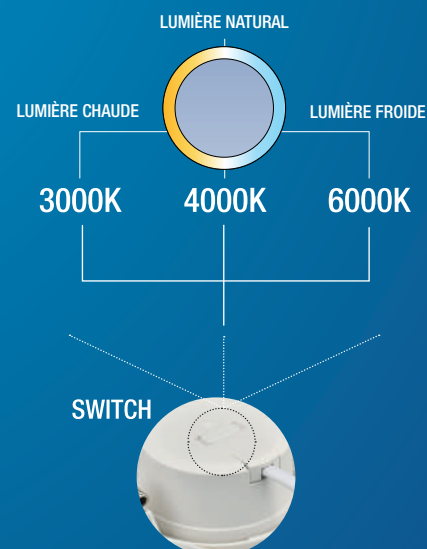 LUMIÈRE NATURAL
LUMIÈRE CHAUDE
LUMIÈRE FROIDE
3000K
4000K
6000K
SWITCH